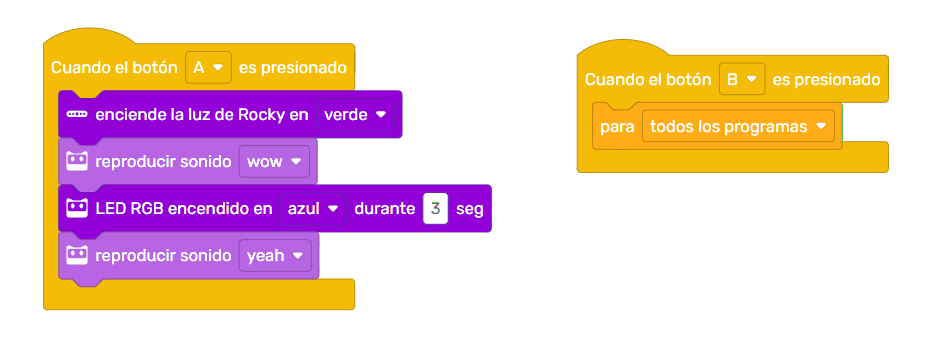 Cuando el botón A es presionado
enciende la luz de Rocky en verde
reproducir sonido wow
LED RGB encendido en azul durante 3 seg
reproducir sonido yeah
Cuando el botón B es presionado
para todos los programas